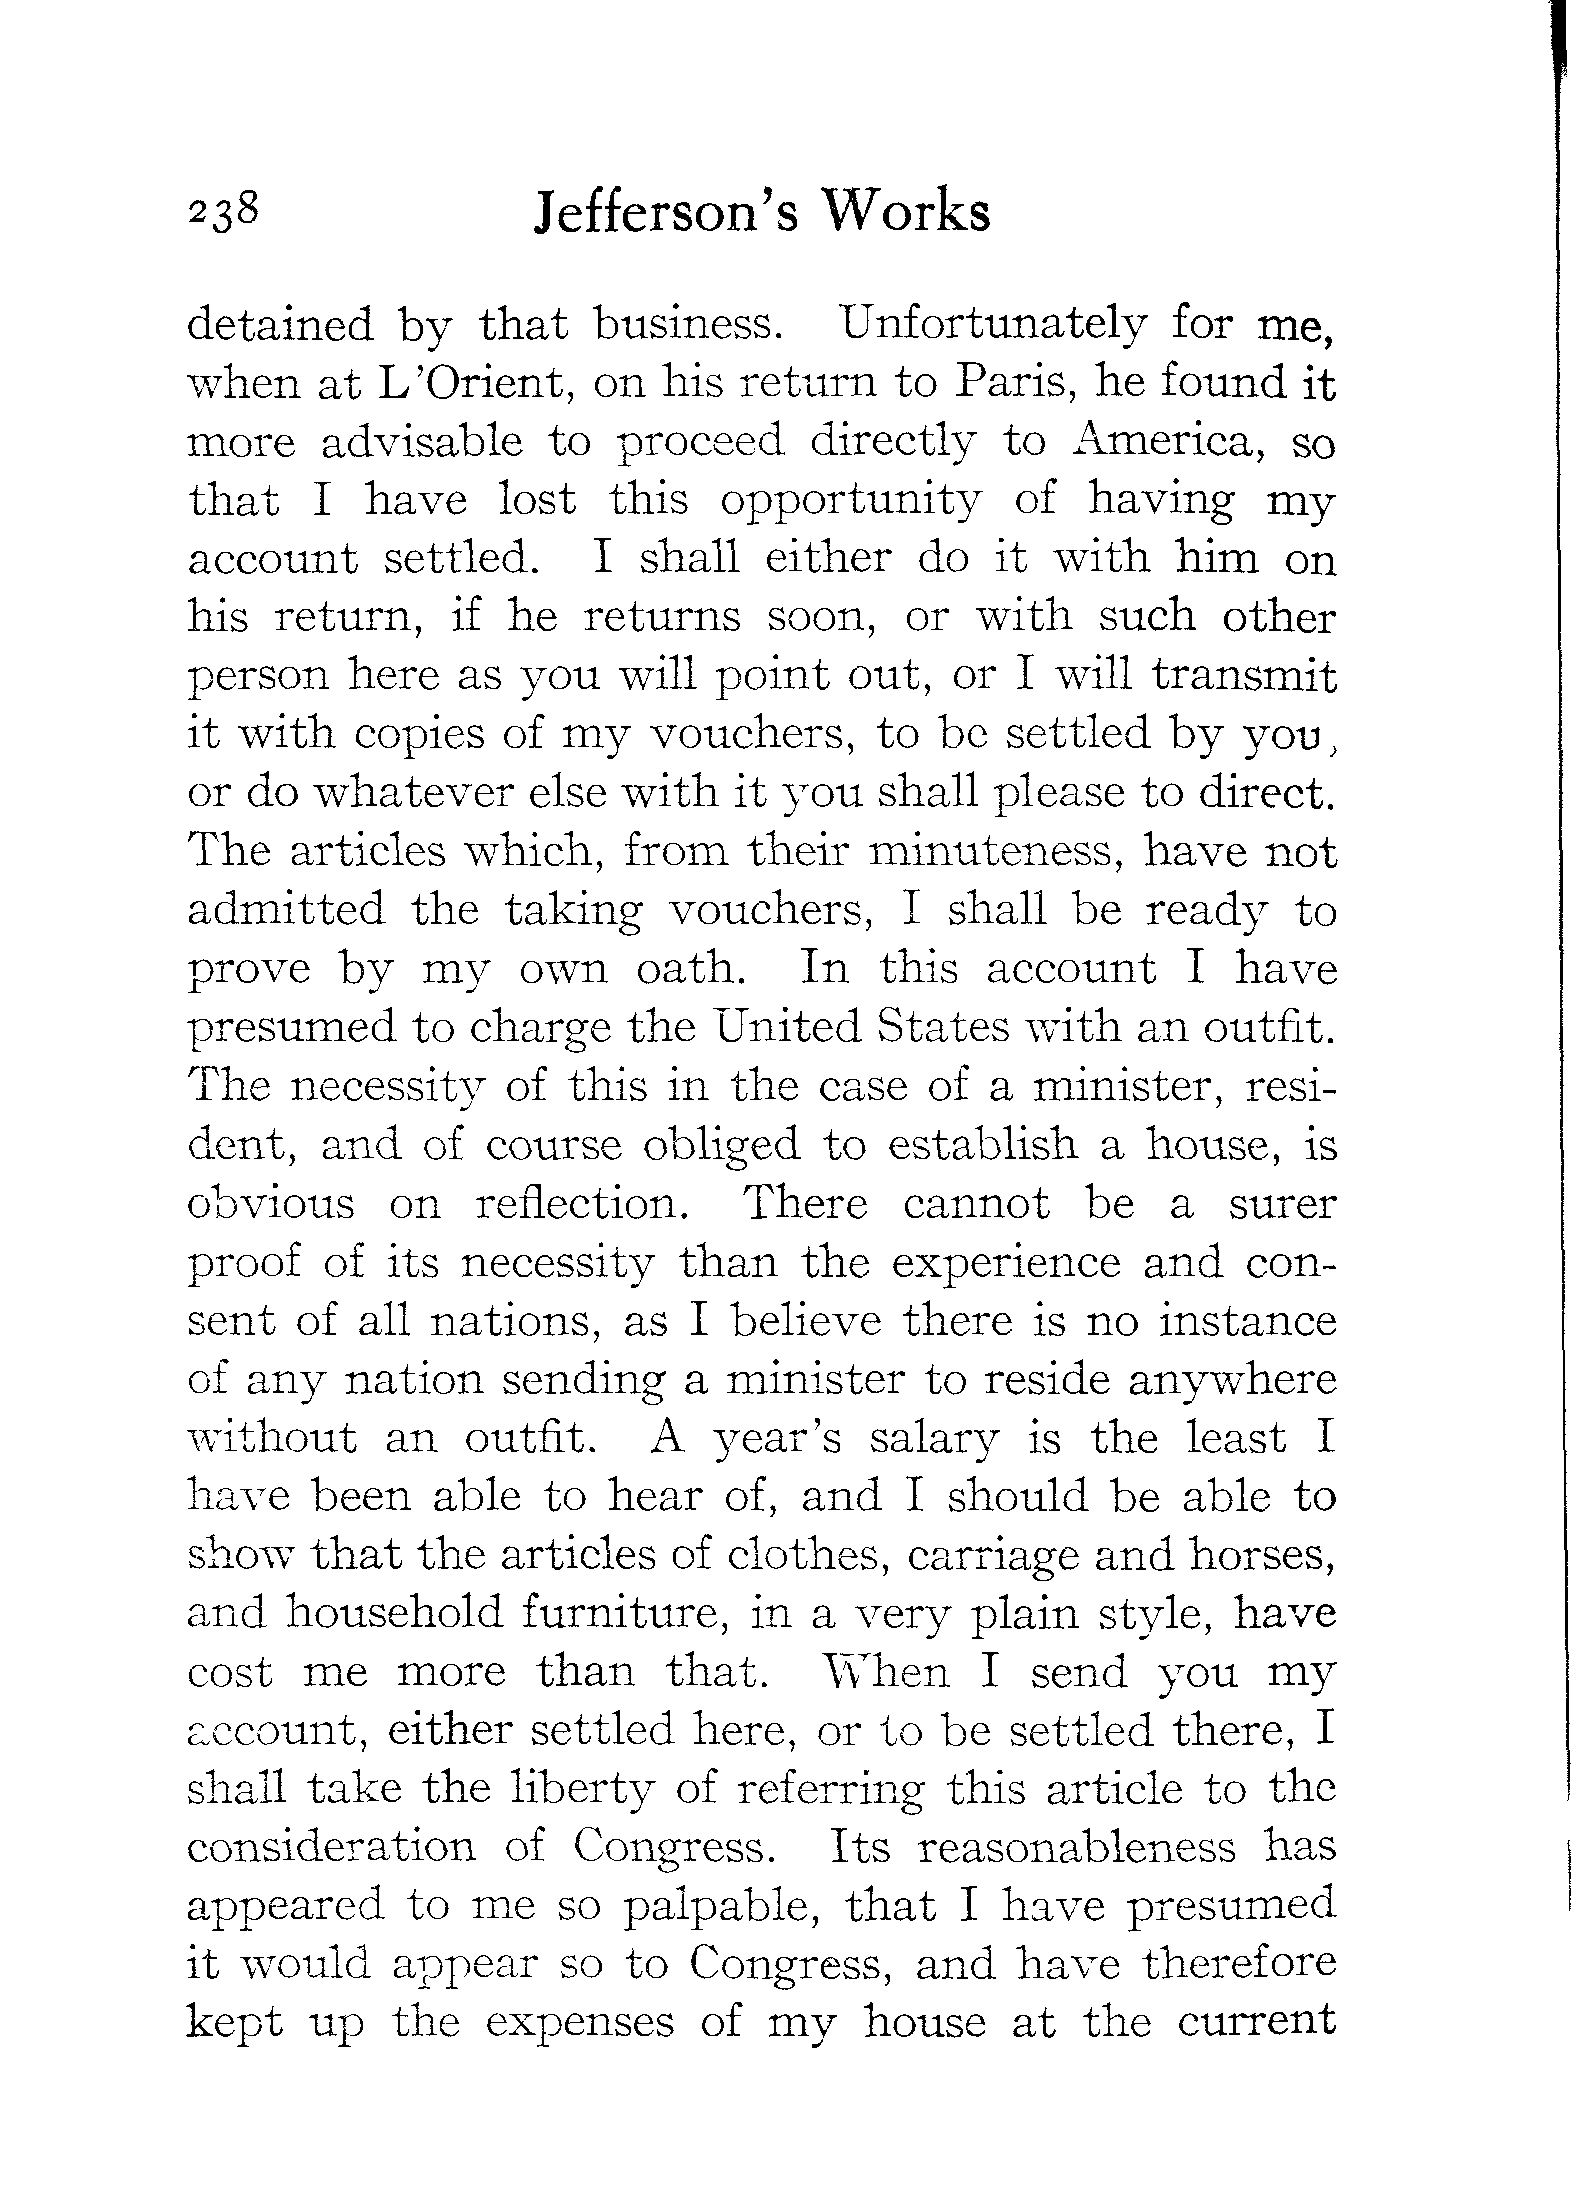 238 Jefferson's Works
detained by that business. Unfortunately for me,
when at L'Orient, on his return to Paris, he found it
more advisable to proceed directly to America, so
that I have lost this opportunity of having my
account settled. I shall either do it with him on
his return, if he returns soon, or with such other
person here as you will point out, or I will transmit
it with copies of my vouchers, to be settled by you,
or do whatever else with it you shall please to direct.
The articles which, from their minuteness, have not
admitted the taking vouchers, I shall be ready to
prove by my own oath. In this account I have
presumed to charge the United States with an outfit.
The necessity of this in the case of a minister, resi-
dent, and of course obliged to establish a house, is
obvious on reflection. There cannot be a surer
proof of its necessity than the experience and con-
sent of all nations, as I believe there is no instance
of any nation sending a minister to reside anywhere
without an outfit. A year's salary is the least I
have been able to hear of, and I should be able to
show that the articles of clothes, carriage and horses,
and household furniture, in a very plain style, have
cost me more than that. When I send you my
account, either settled here, or to be settled there, I
shall take the liberty of referring this article to the
consideration of Congress. Its reasonableness has
appeared to me so palpable, that I have presumed
it would appear so to Congress, and have therefore
kept up the expenses of my house at the current